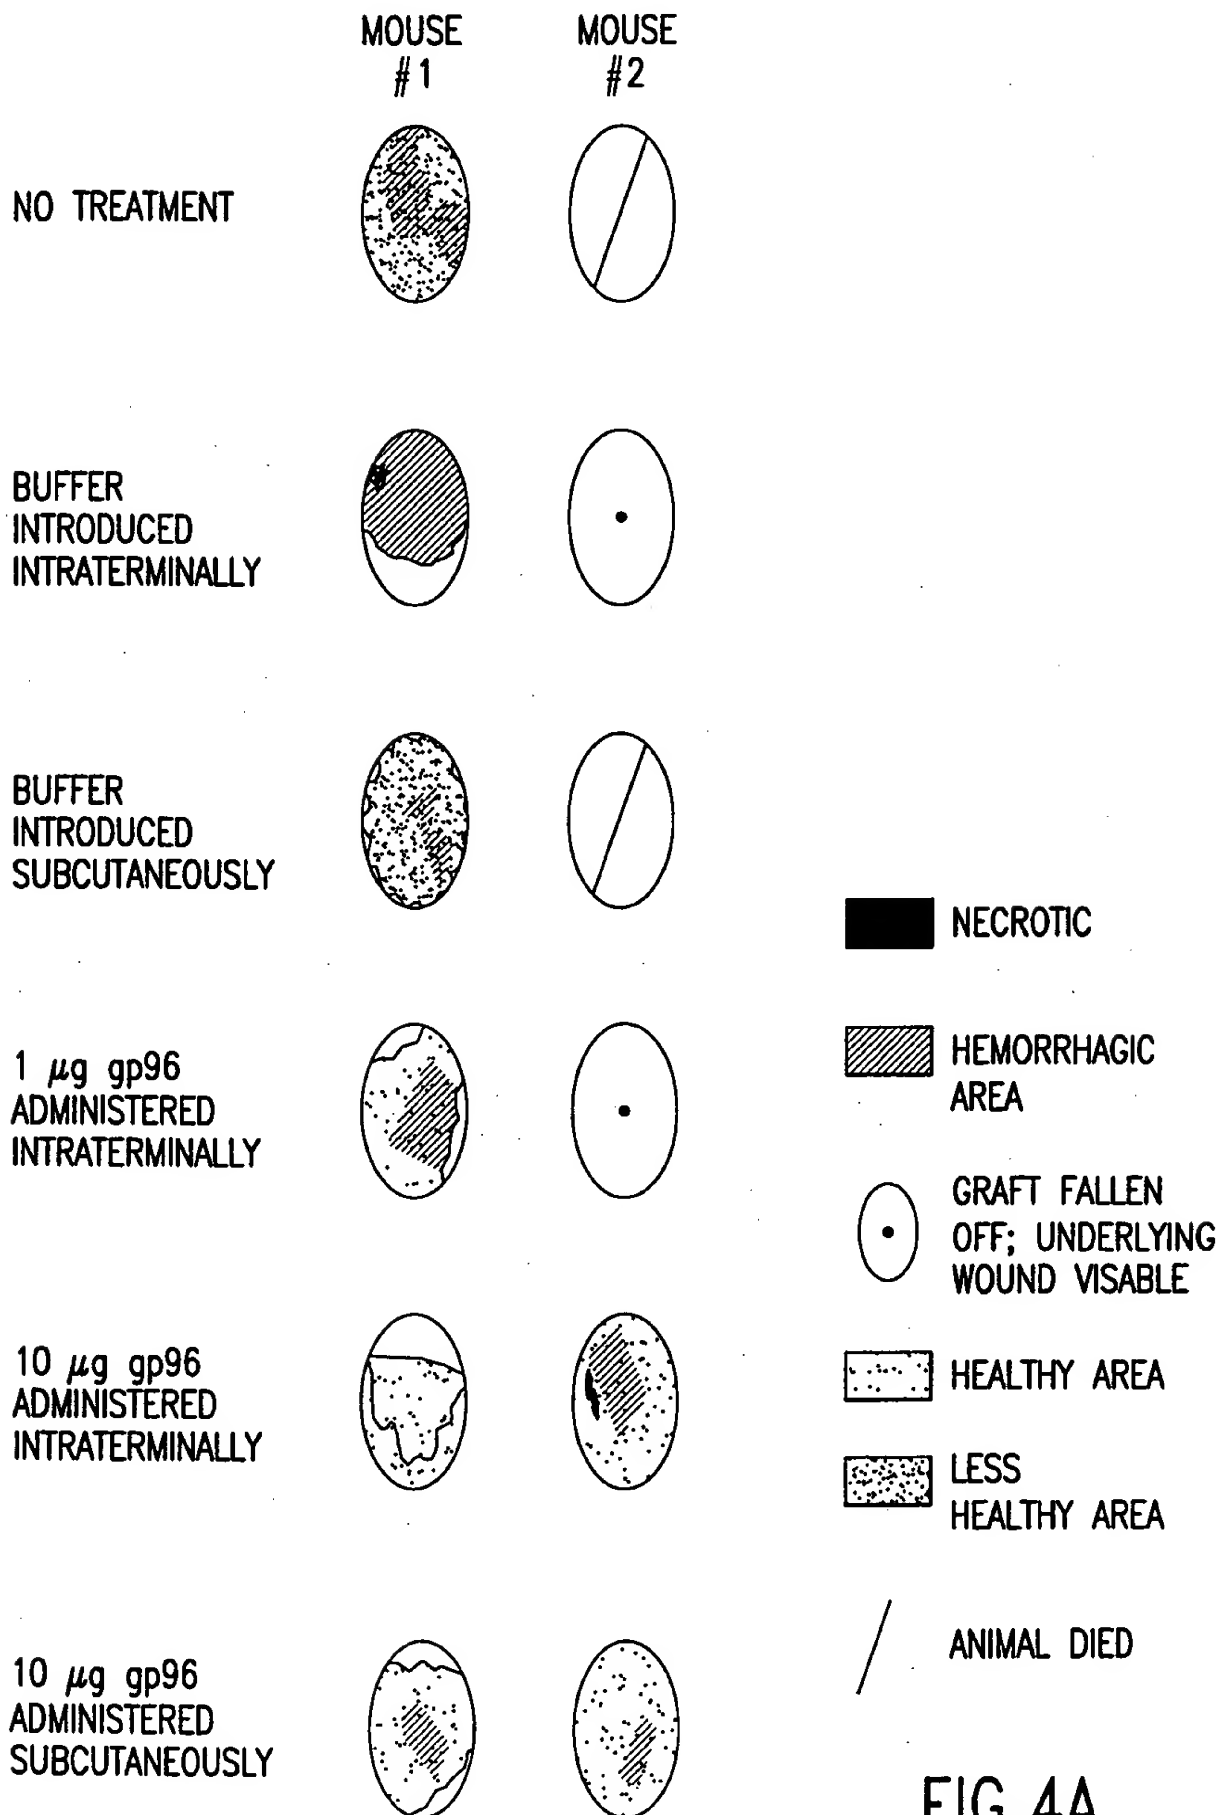 MOUSE
#1
MOUSE
#2
NO TREATMENT
BUFFER
INTRODUCED
INTRATERMINALLY
BUFFER
INTRODUCED
SUBCUTANEOUSLY
1 μg gp96
ADMINISTERED
INTRATERMINALLY
10 μg gp96
ADMINISTERED
INTRATERMINALLY
10 μg gp96
ADMINISTERED
SUBCUTANEOUSLY
NECROTIC
HEMORRHAGIC
AREA
GRAFT FALLEN
OFF; UNDERLYING
WOUND VISABLE
HEALTHY AREA
LESS
HEALTHY AREA
ANIMAL DIED
FIG.4A